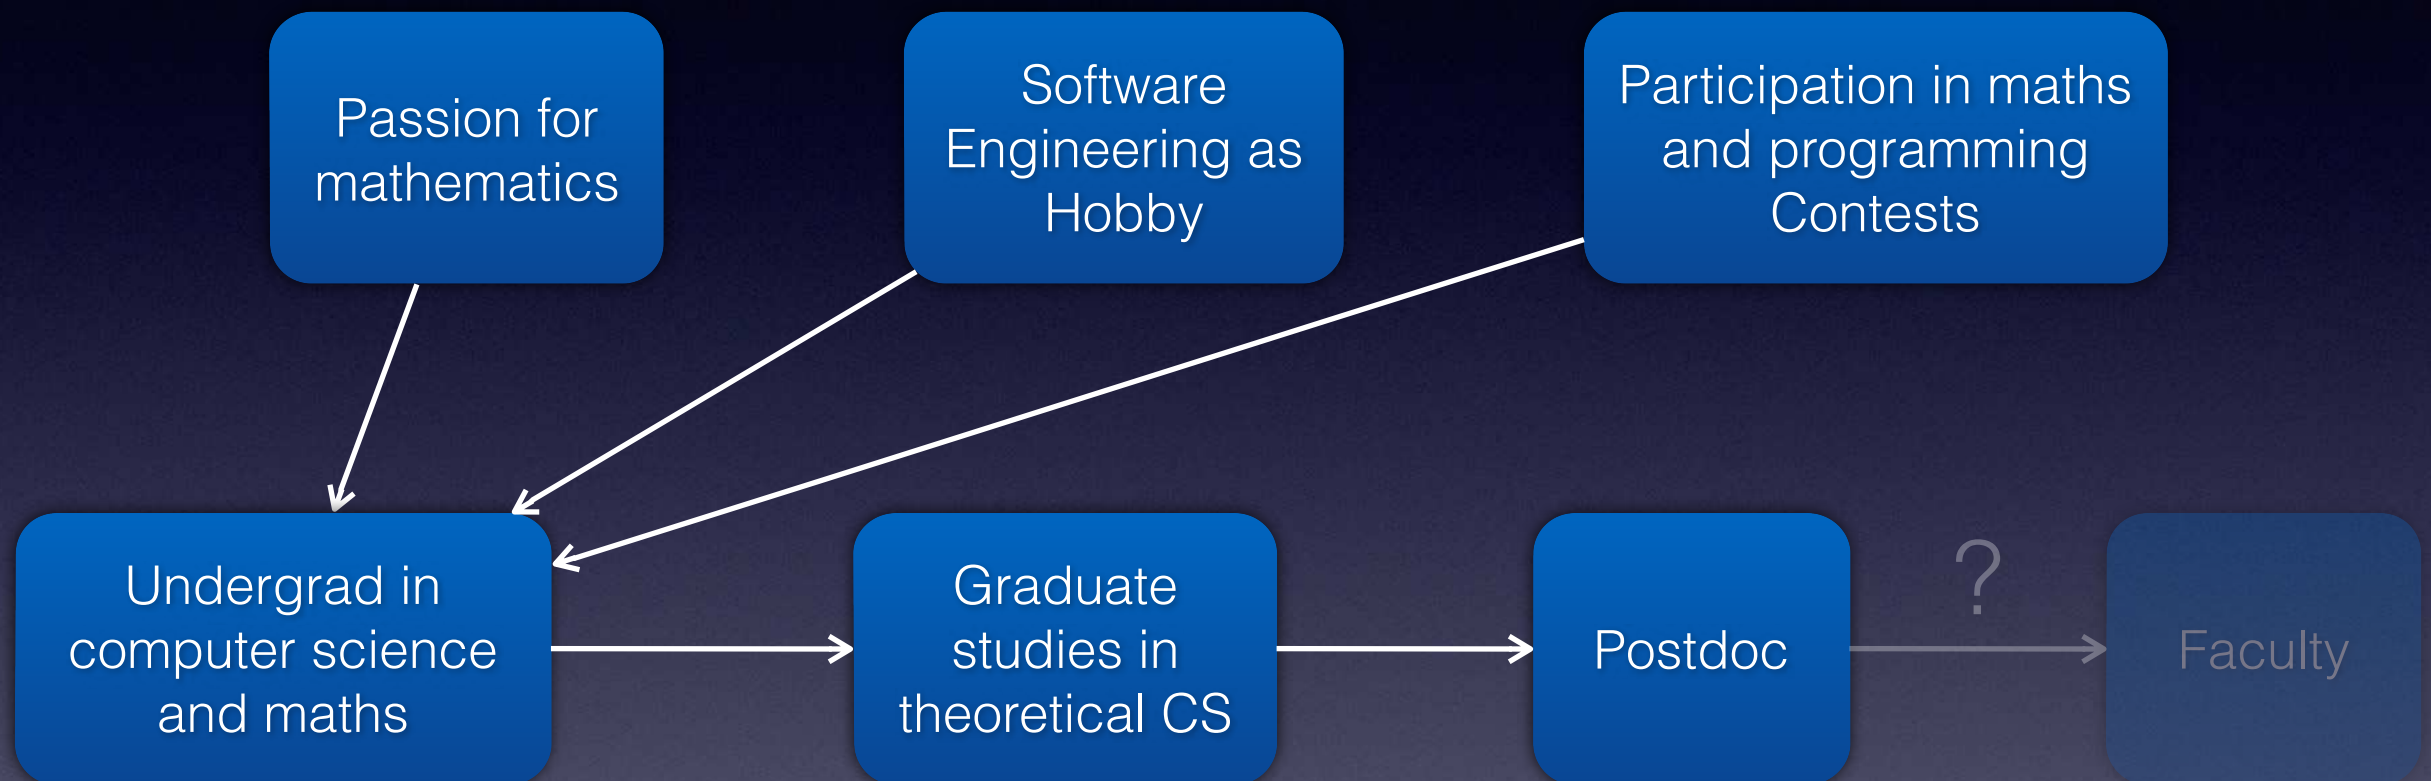 Passion for
mathematics
Software
Engineering as
Hobby
Participation in maths
and programming
Contests
Undergrad in
computer science
and maths
Graduate
studies in
theoretical CS
Postdoc
?
Faculty